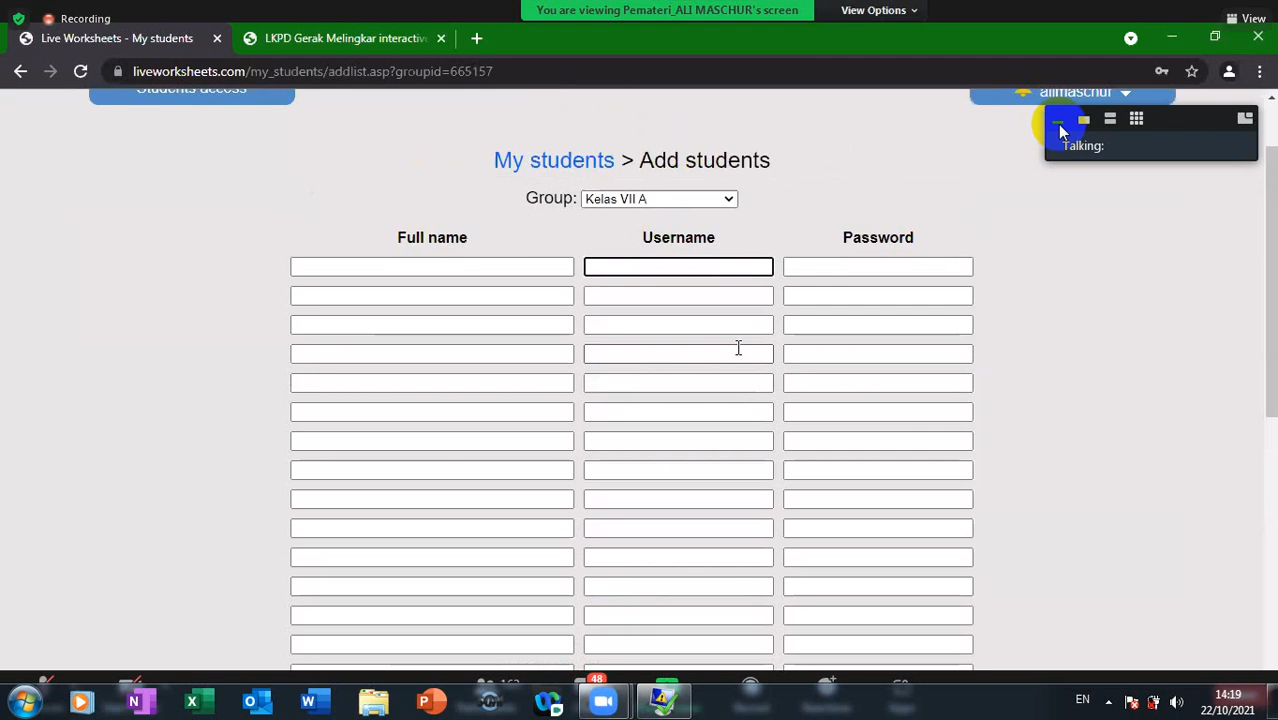 Recording
You are viewing Pemateri_ALI MASCHUR's screen
View Options
View
Live Worksheets - My students
LKPD Gerak Melingkar interactiv
liveworksheets.com/my_students/addlist.asp?groupid=665157
Students access
alimaschur
Talking:
My students > Add students
Group: Kelas VII A
Full name Username Password
48
163
EN
14:19
22/10/2021